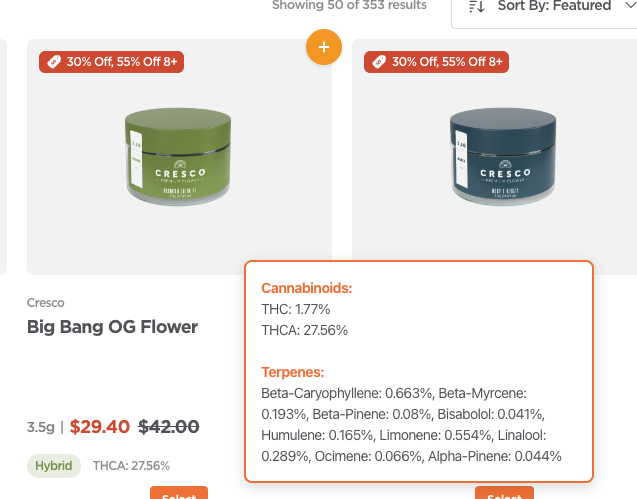 Showing 50 of 353 results
Sort By: Featured
30% Off, 55% Off 8+
+
30% Off, 55% Off 8+
CRESCO
PREMIUM FLOWER
CRESCO
PREMIUM FLOWER
Cresco
Big Bang OG Flower
3.5g | $29.40 $42.00
Hybrid THCA: 27.56%
Cannabinoids:
THC: 1.77%
THCA: 27.56%
Terpenes:
Beta-Caryophyllene: 0.663%, Beta-Myrcene:
0.193%, Beta-Pinene: 0.08%, Bisabolol: 0.041%,
Humulene: 0.165%, Limonene: 0.554%, Linalool:
0.289%, Ocimene: 0.066%, Alpha-Pinene: 0.044%
Select
Select